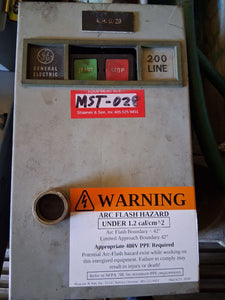 GE
GENERAL
ELECTRIC
START
STOP
200
LINE
MST-028
WARNING
ARC FLASH HAZARD
UNDER 1.2 cal/cm^2
Arc Flash Boundary < 42"
Limited Approach Boundary 42"
Appropriate 480V PPE Required
Potential Arc-Flash hazard exist while working on
this energized equipment. Failure to comply may
result in injury or death!